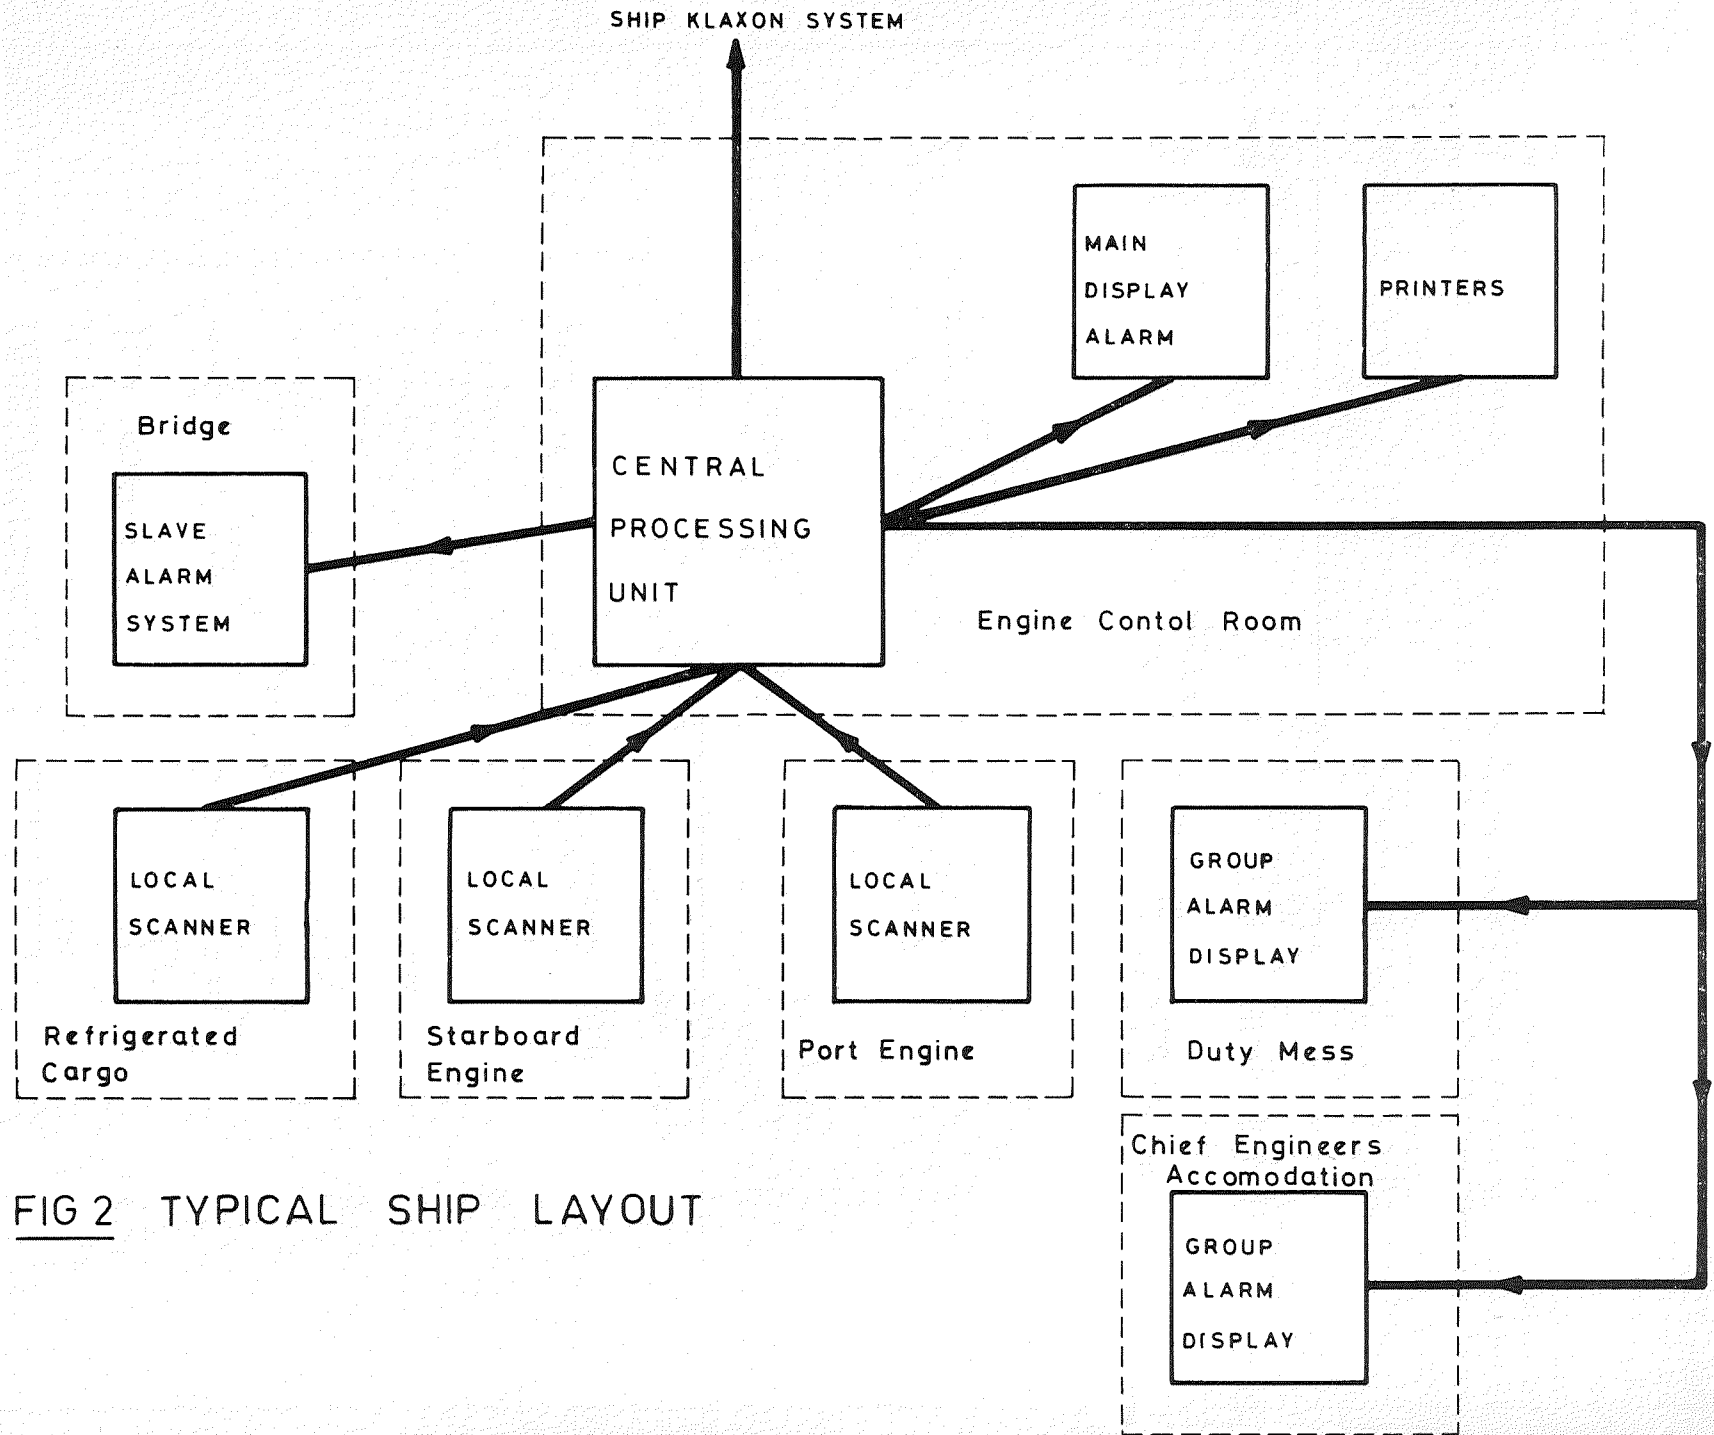 SHIP KLAXON SYSTEM
MAIN
DISPLAY
ALARM
PRINTERS
Bridge
SLAVE
ALARM
SYSTEM
CENTRAL
PROCESSING
UNIT
Engine Contol Room
LOCAL
SCANNER
Refrigerated
Cargo
LOCAL
SCANNER
Starboard
Engine
LOCAL
SCANNER
Port Engine
GROUP
ALARM
DISPLAY
Duty Mess
Chief Engineers
Accomodation
GROUP
ALARM
DISPLAY
FIG 2 TYPICAL SHIP LAYOUT